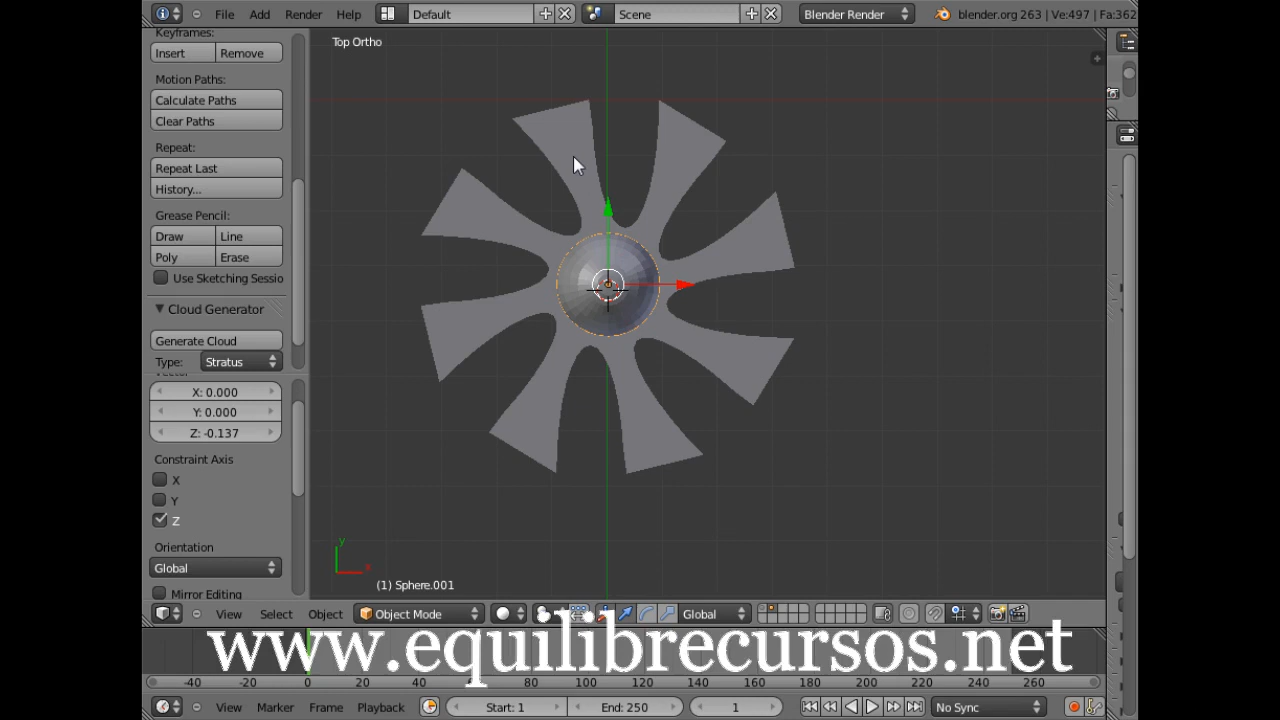 File Add Render Help Default Scene Blender Render blender.org 263 | Ve:497 | Fa:362
Keyframes:
Insert Remove
Motion Paths:
Calculate Paths
Clear Paths
Repeat:
Repeat Last
History...
Grease Pencil:
Draw Line
Poly Erase
Use Sketching Sessio
Cloud Generator
Generate Cloud
Type: Stratus
X: 0.000
Y: 0.000
Z: -0.137
Constraint Axis
X
Y
Z
Orientation
Global
Mirror Editing
Top Ortho
y
x
(1) Sphere.001
View Select Object Object Mode Global
www.equilibrecursos.net
-40 -20 0 20 40 60 80 100 120 140 160 180 200 220 240 260
View Marker Frame Playback Start: 1 End: 250 1 No Sync